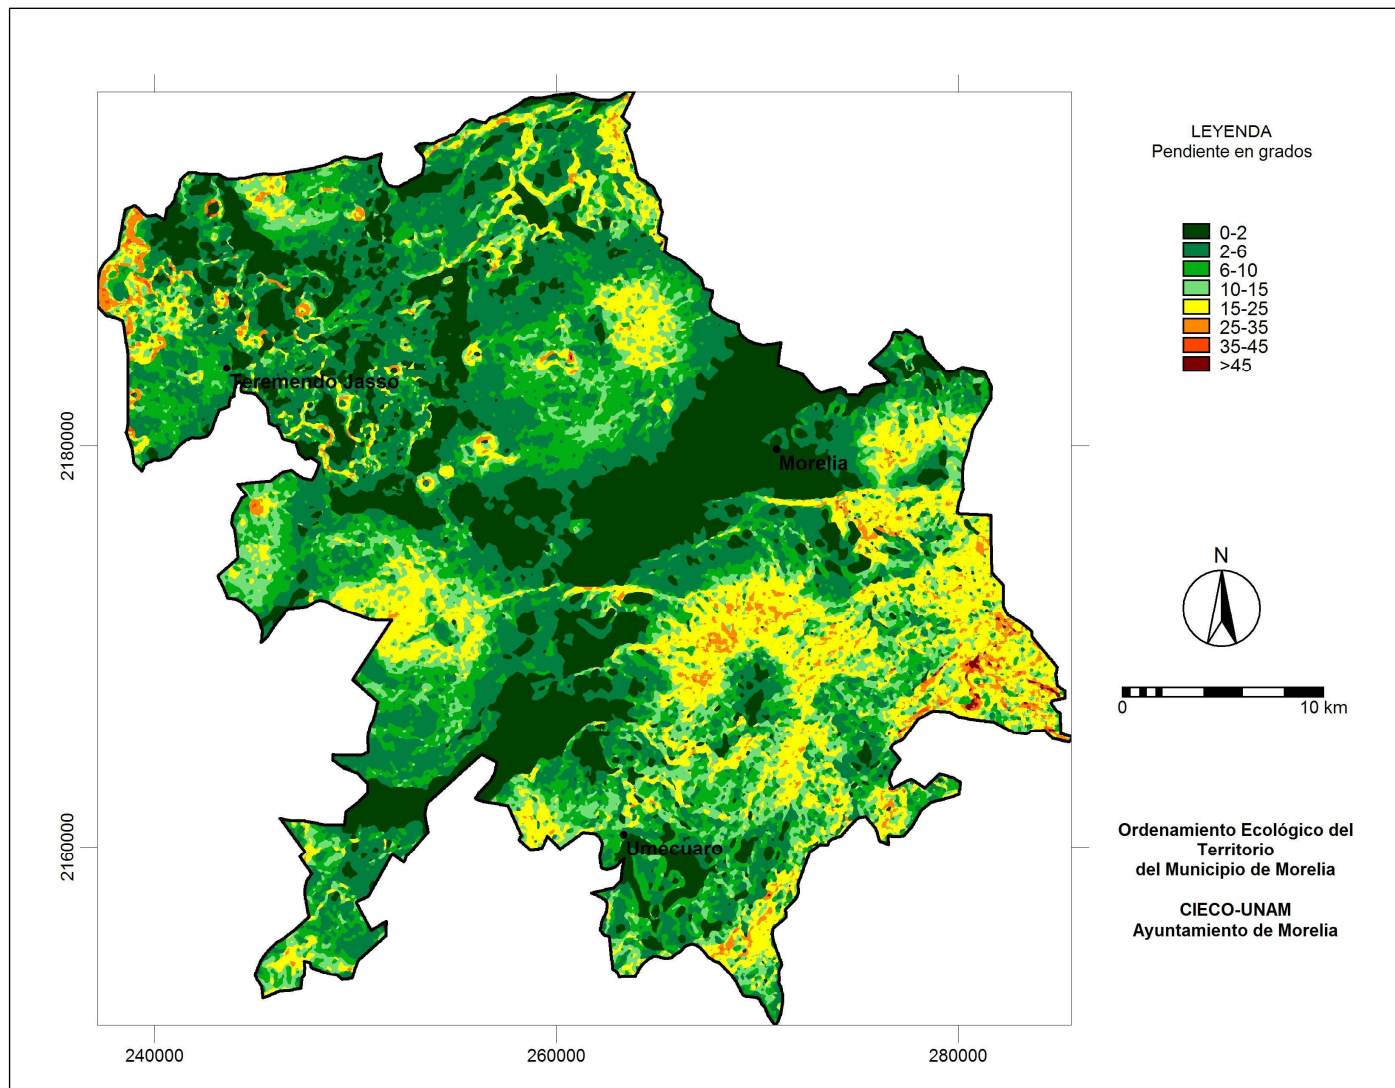 LEYENDA
Pendiente en grados
0-2
2-6
6-10
10-15
15-25
25-35
35-45
>45
Teremendo Jasso
2180000
Morelia
N
0 10 km
Umécuaro
2160000
Ordenamiento Ecológico del
Territorio
del Municipio de Morelia
CIECO-UNAM
Ayuntamiento de Morelia
240000 260000 280000